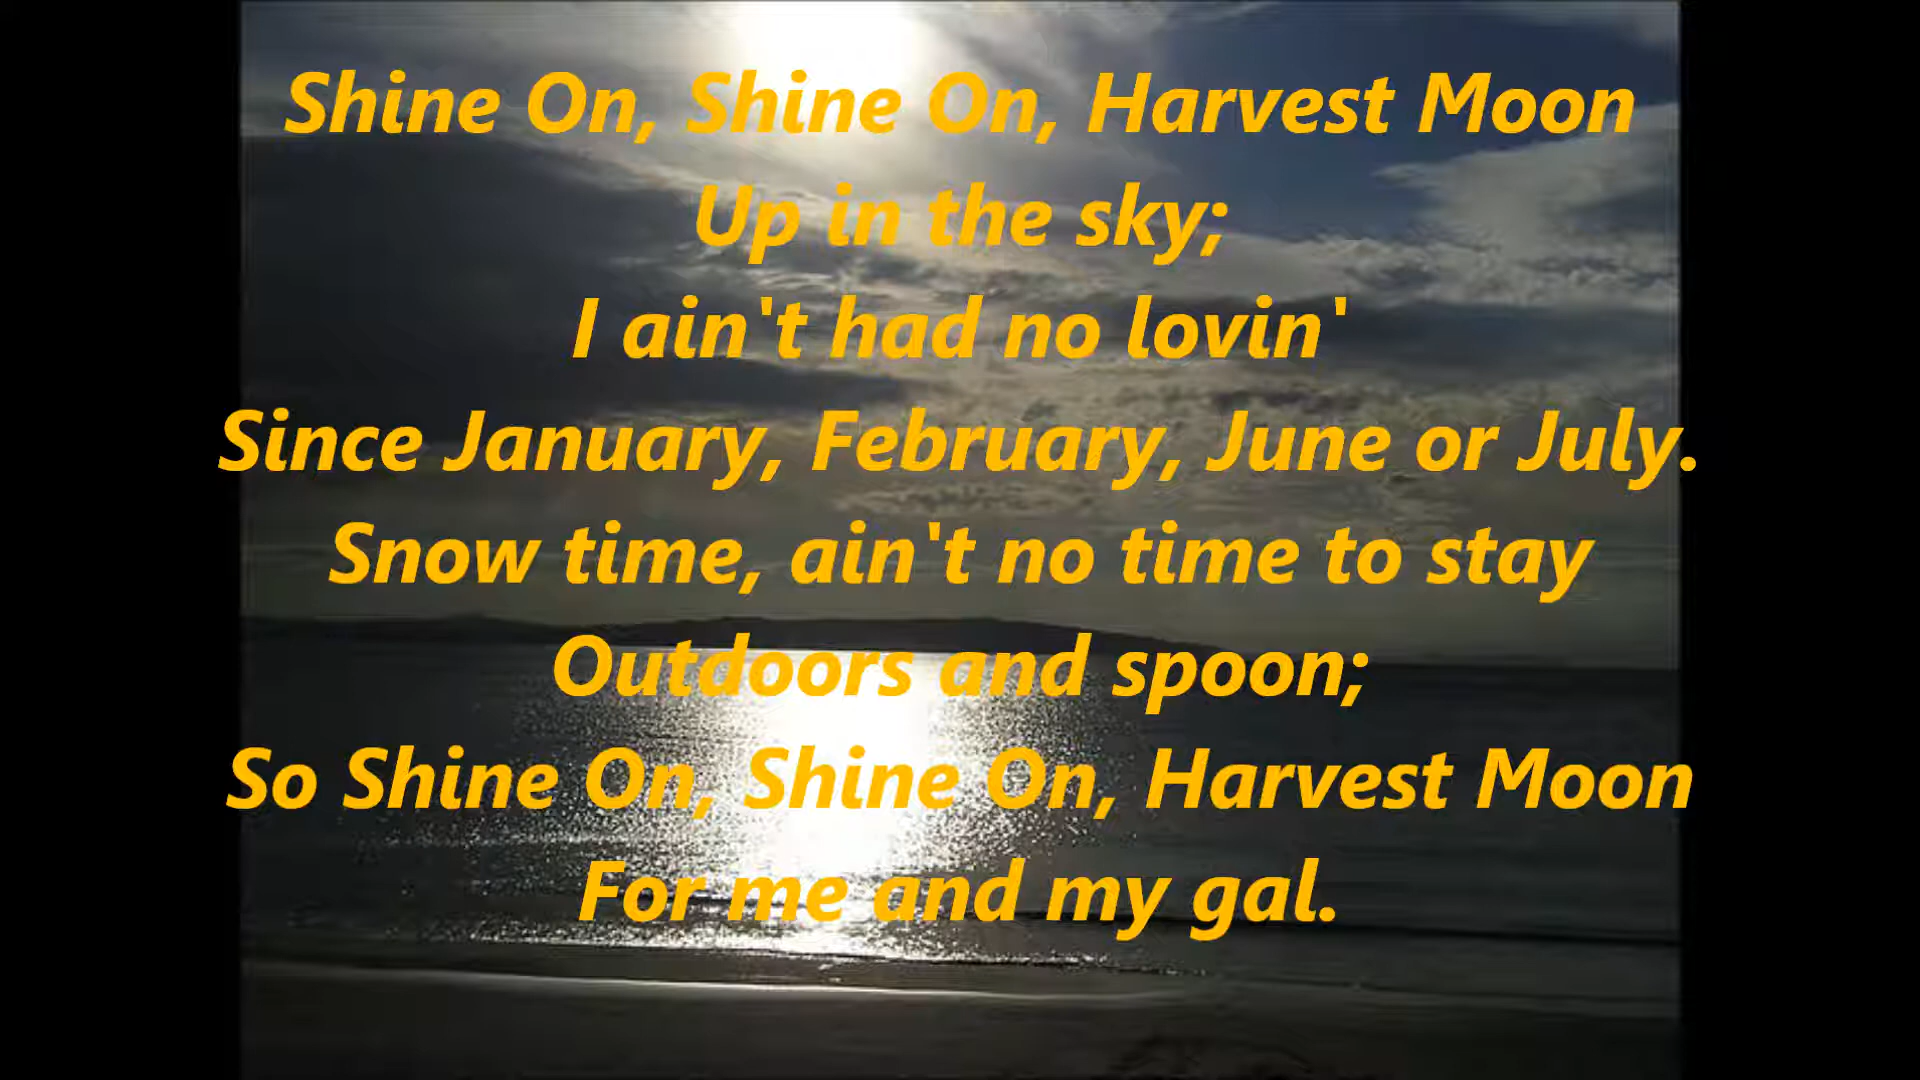 Shine On, Shine On, Harvest Moon
Up in the sky;
I ain't had no lovin'
Since January, February, June or July.
Snow time, ain't no time to stay
Outdoors and spoon;
So Shine On, Shine On, Harvest Moon
For me and my gal.